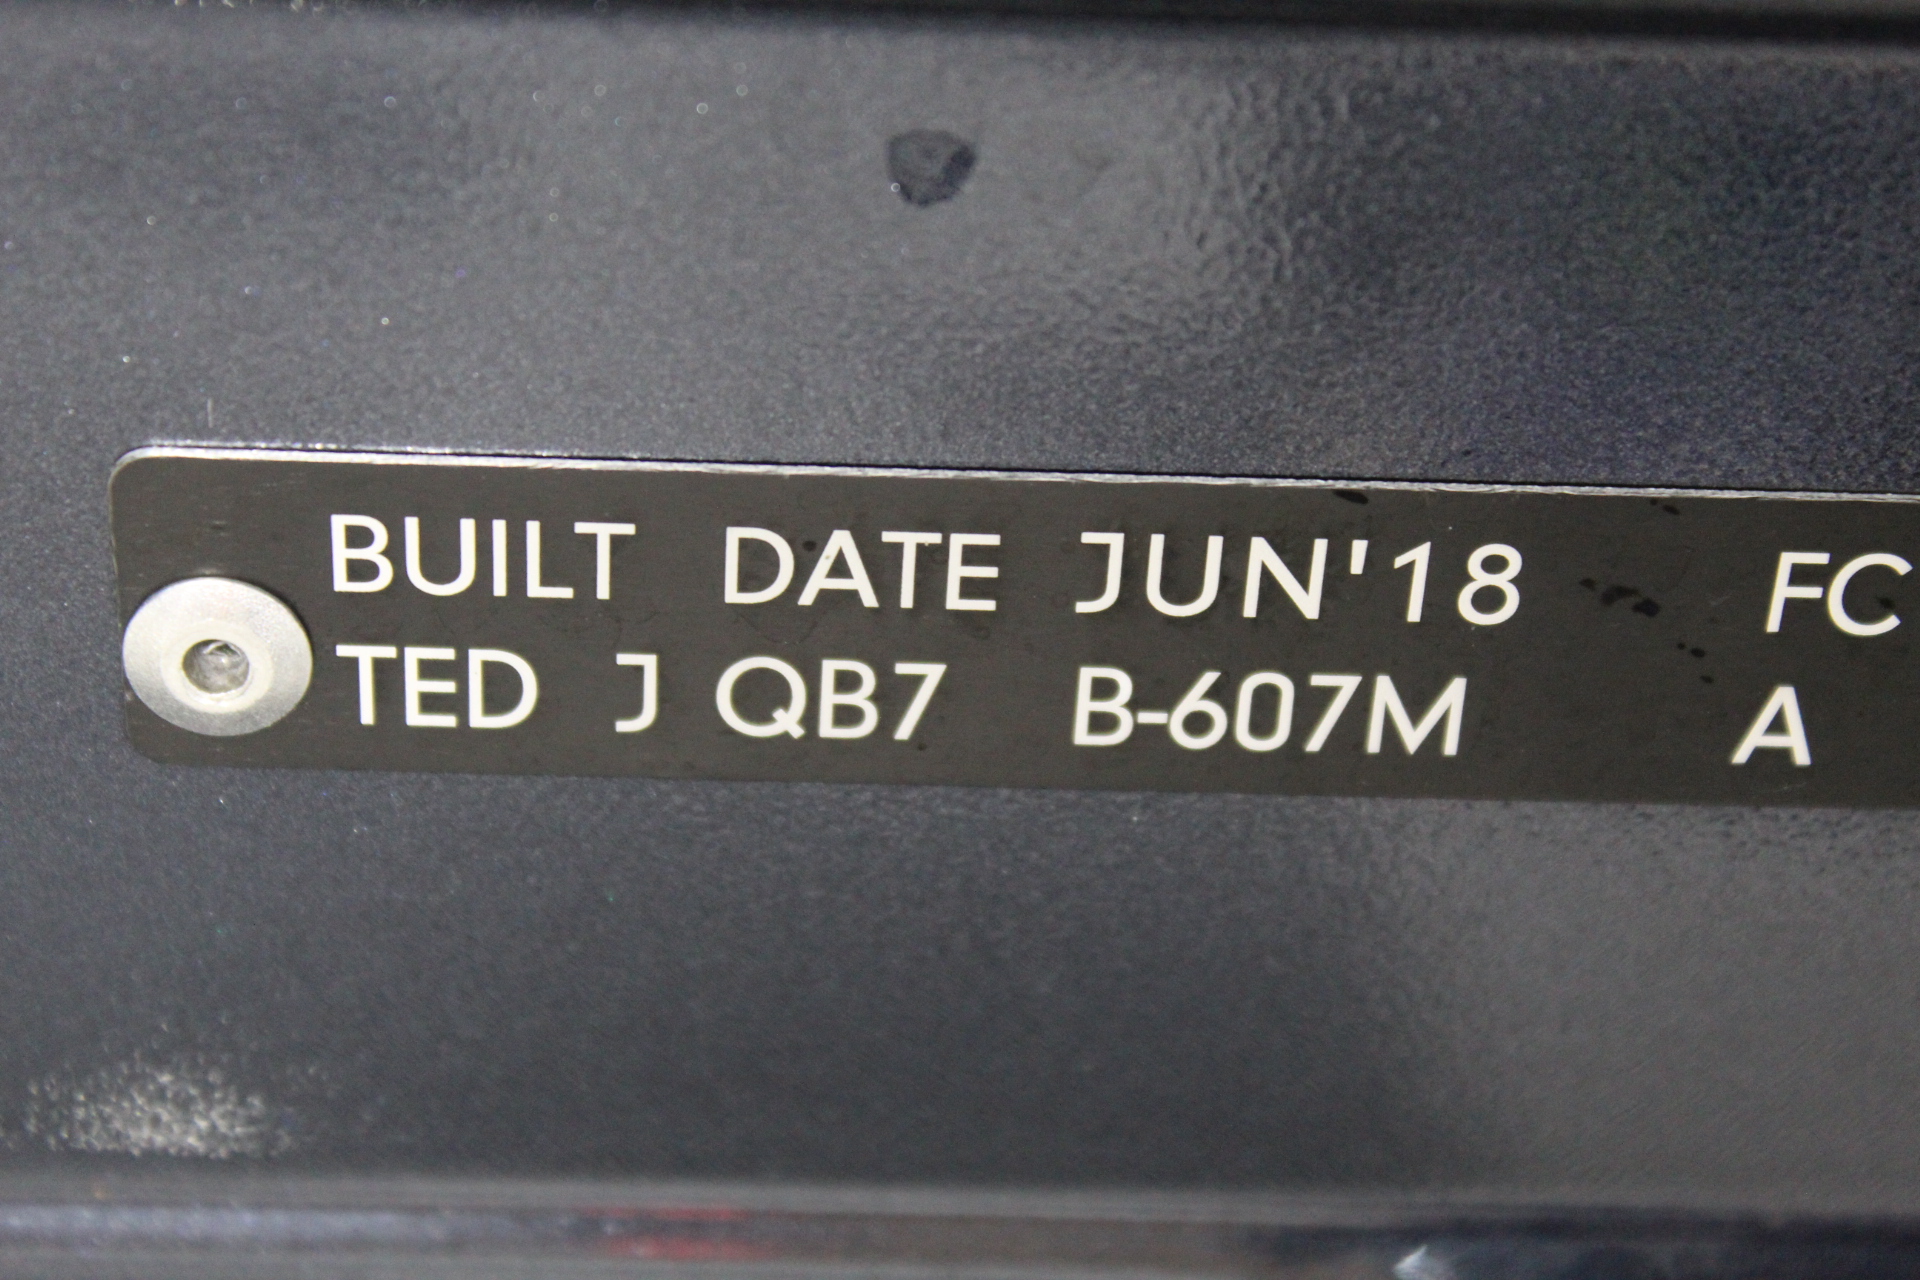 BUILT DATE JUN'18 FC
TED J QB7 B-607M A